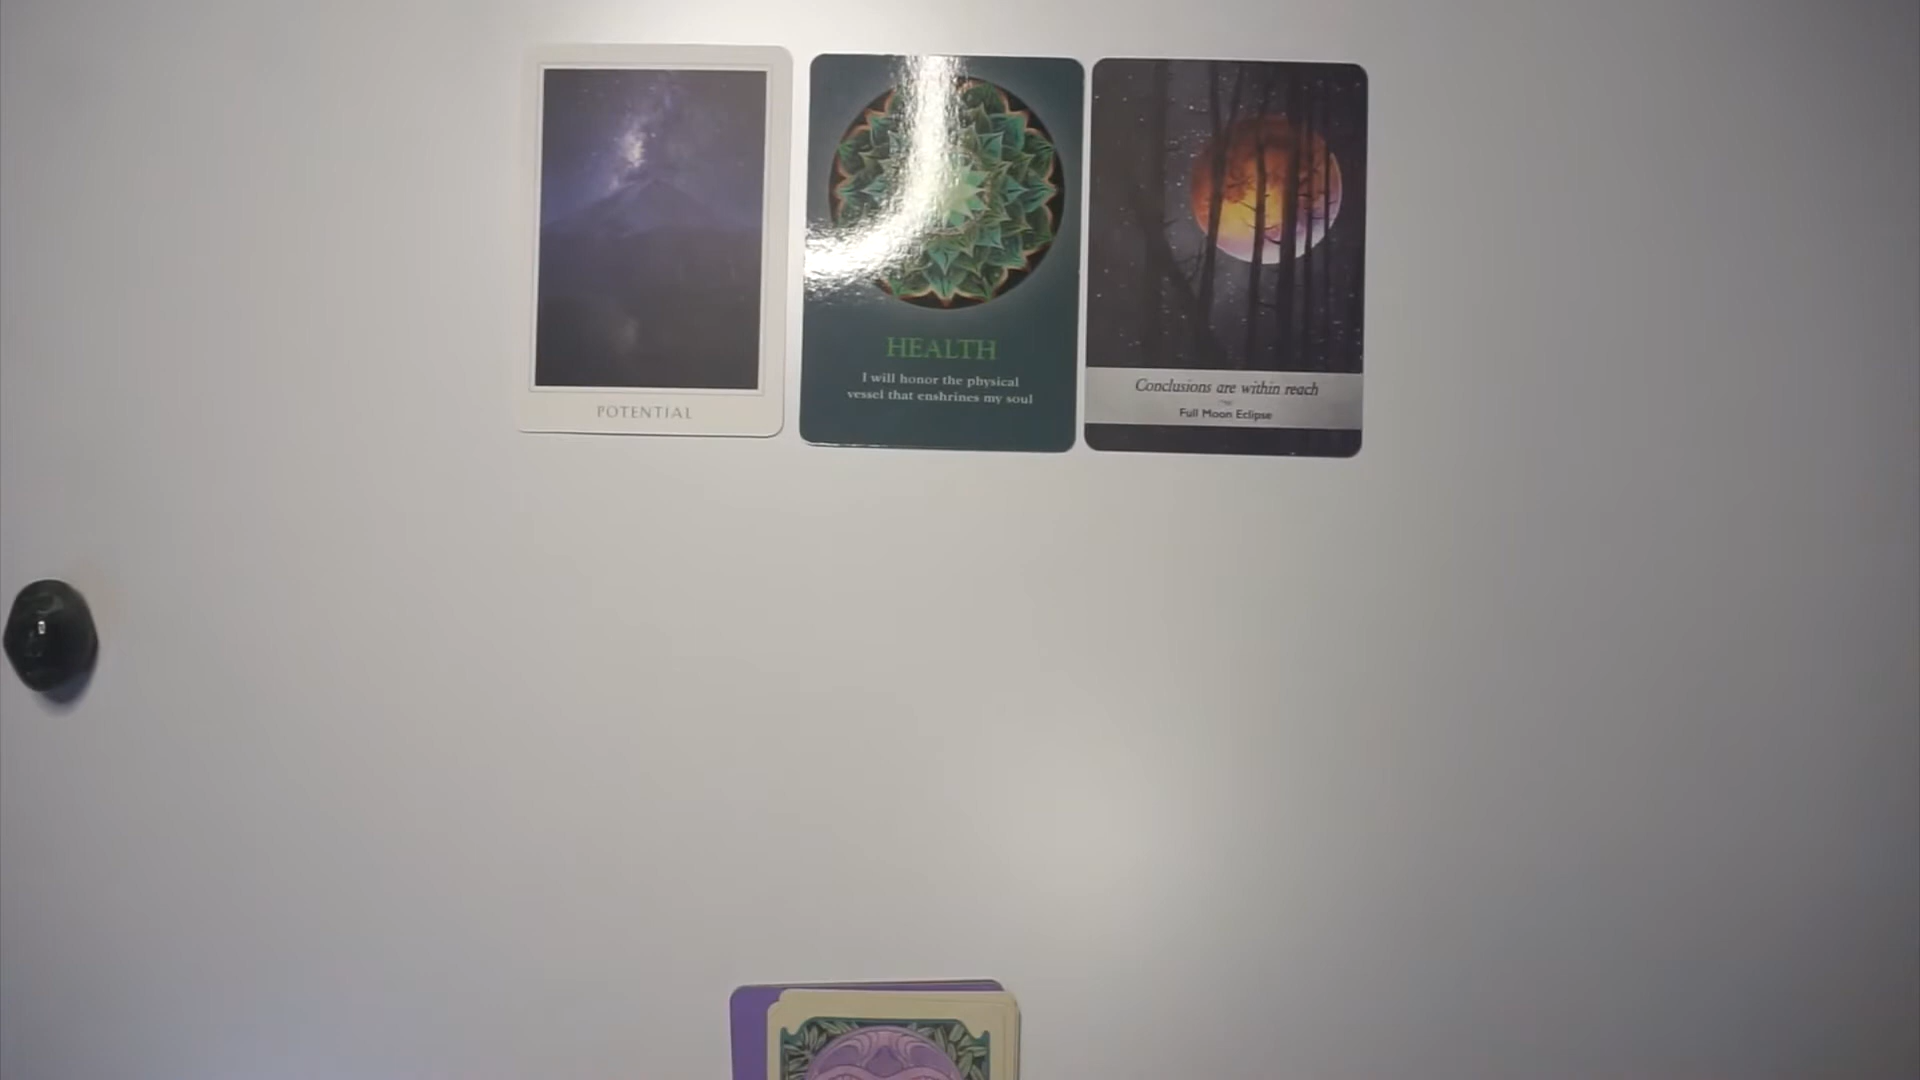 POTENTIAL
HEALTH
I will honor the physical
vessel that enshrines my soul
Conclusions are within reach
Full Moon Eclipse